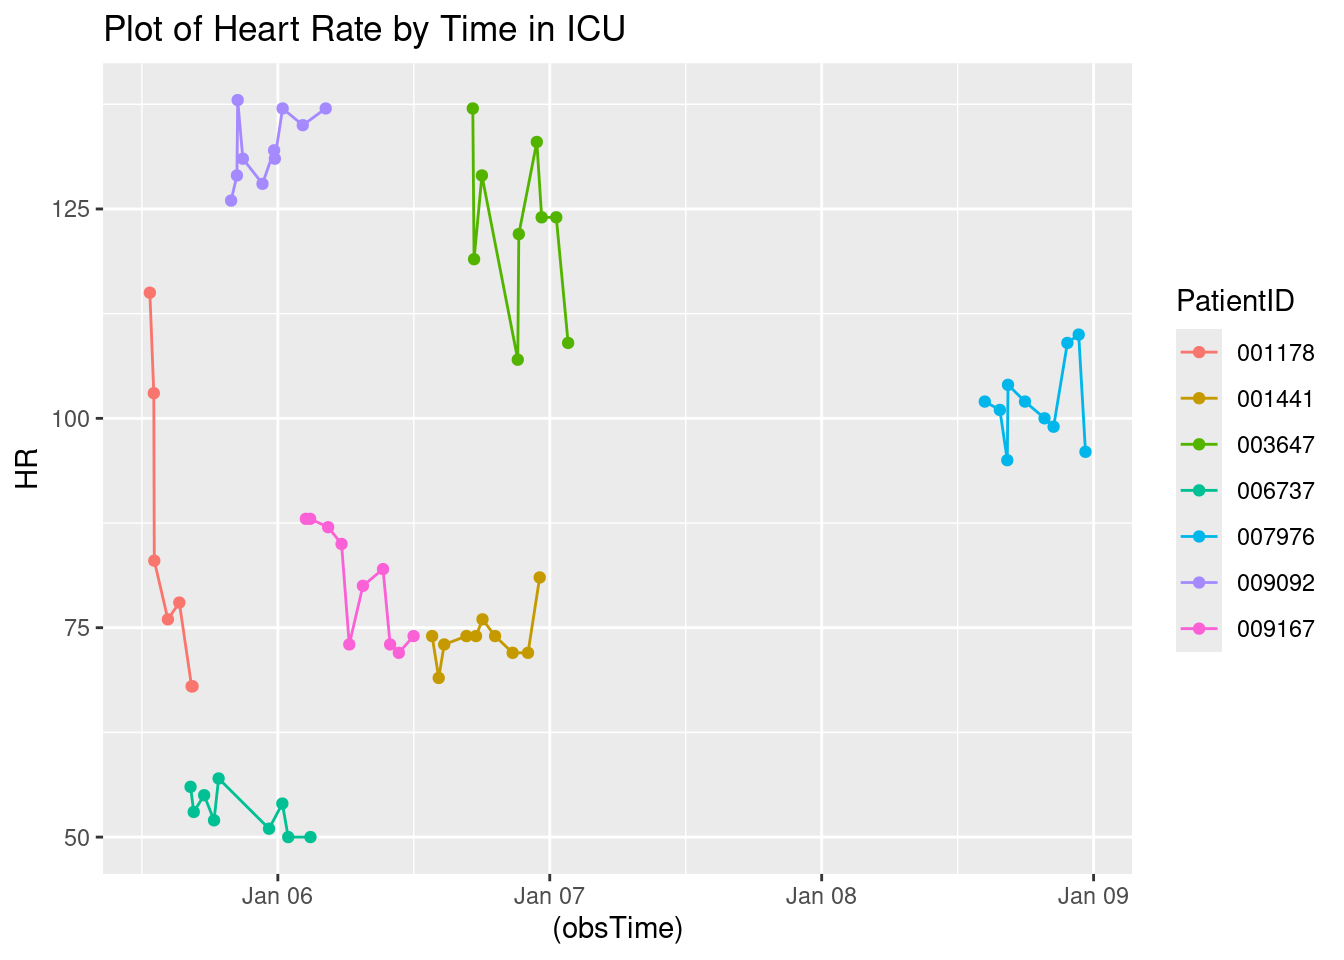 Plot of Heart Rate by Time in ICU
HR
125
100
75
50
Jan 06
Jan 07
Jan 08
Jan 09
(obsTime)
PatientID
001178
001441
003647
006737
007976
009092
009167